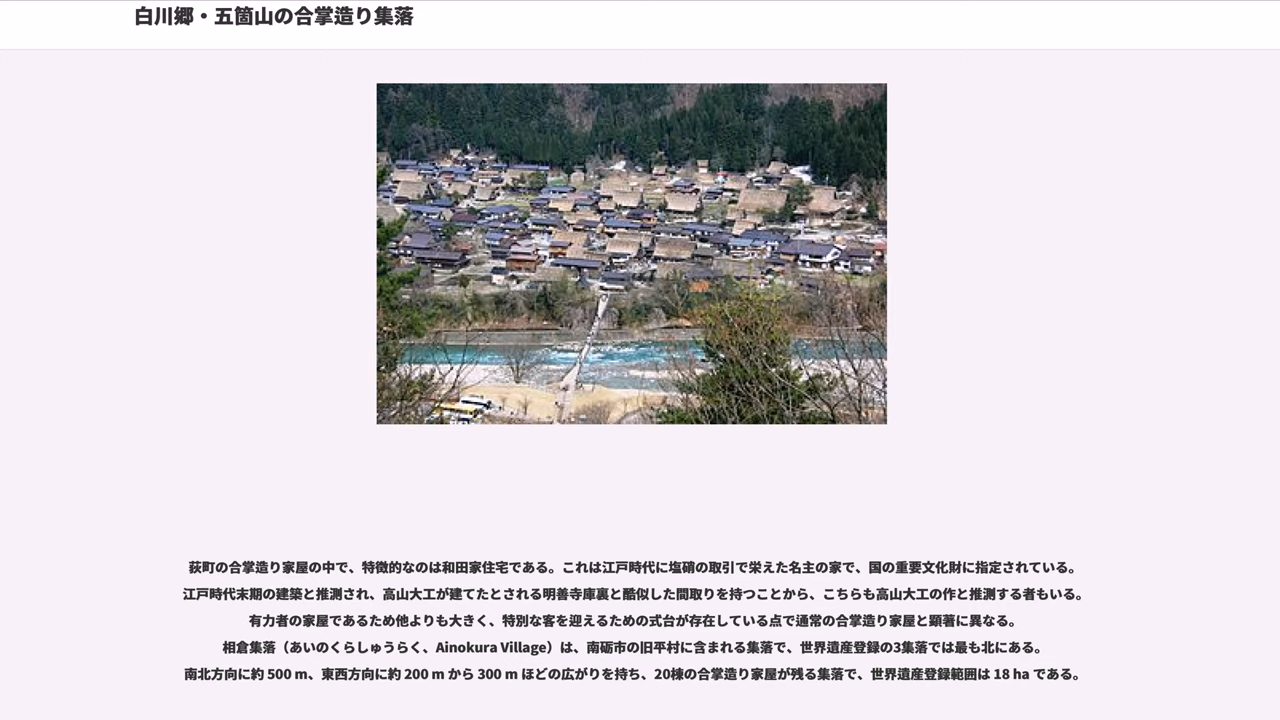 白川郷・五箇山の合掌造り集落
荻町の合掌造り家屋の中で、特徴的なのは和田家住宅である。これは江戸時代に塩硝の取引で栄えた名主の家で、国の重要文化財に指定されている。
江戸時代末期の建築と推測され、高山大工が建てたとされる明善寺庫裏と酷似した間取りを持つことから、こちらも高山大工の作と推測する者もいる。
有力者の家屋であるため他よりも大きく、特別な客を迎えるための式台が存在している点で通常の合掌造り家屋と顕著に異なる。
相倉集落（あいのくらしゅうらく、Ainokura Village）は、南砺市の旧平村に含まれる集落で、世界遺産登録の3集落では最も北にある。
南北方向に約 500 m、東西方向に約 200 m から 300 m ほどの広がりを持ち、20棟の合掌造り家屋が残る集落で、世界遺産登録範囲は 18 ha である。